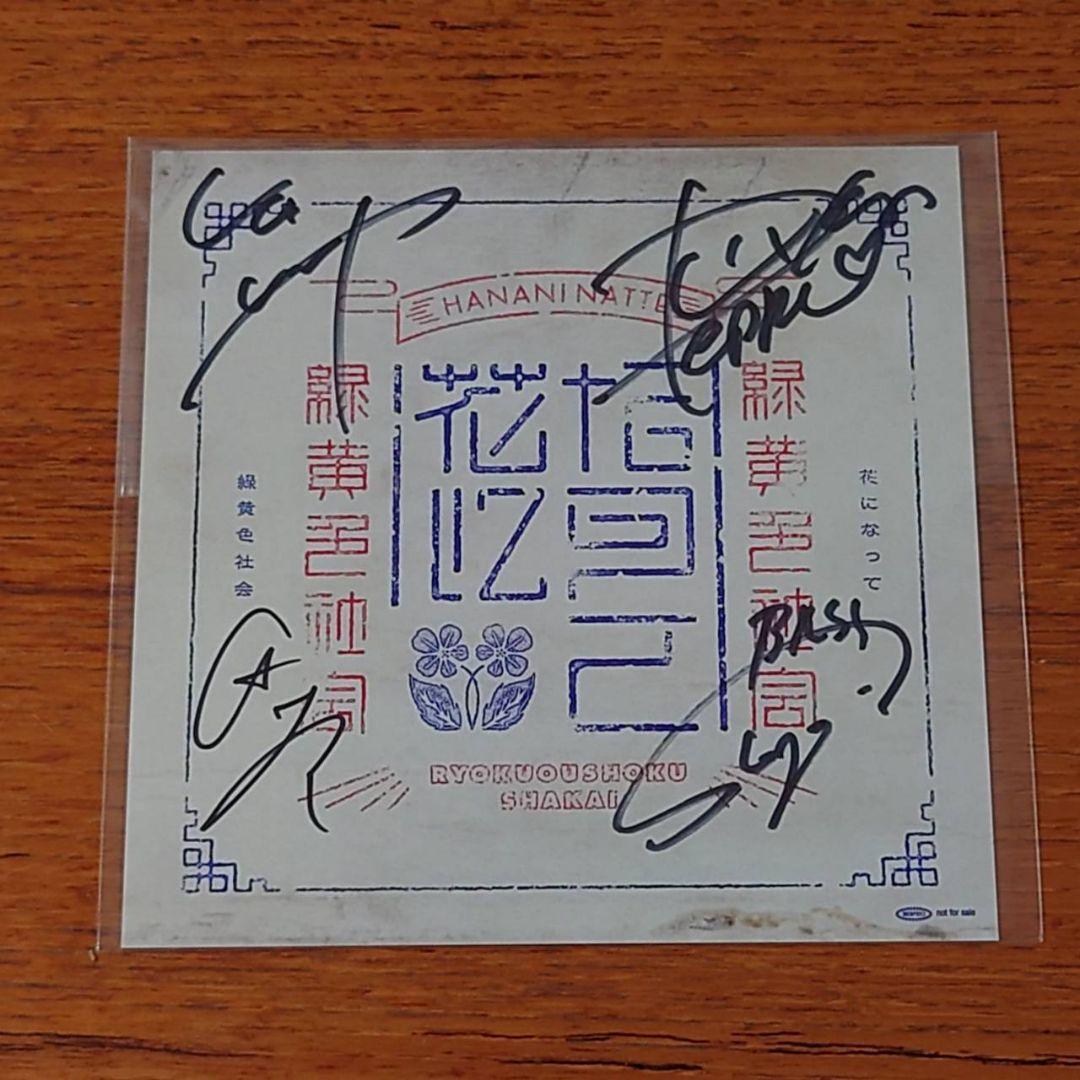 HANANI NATTE
緑黄色社会
花に
なって
緑黄色社会
緑黄色社会
花になって
peppe
RYOKUOUSHOKU
SHAKAI
not for sale